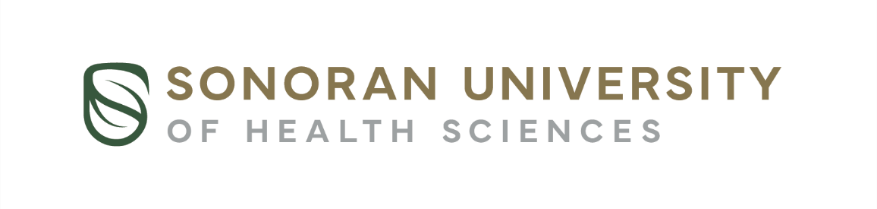 SONORAN UNIVERSITY
OF HEALTH SCIENCES